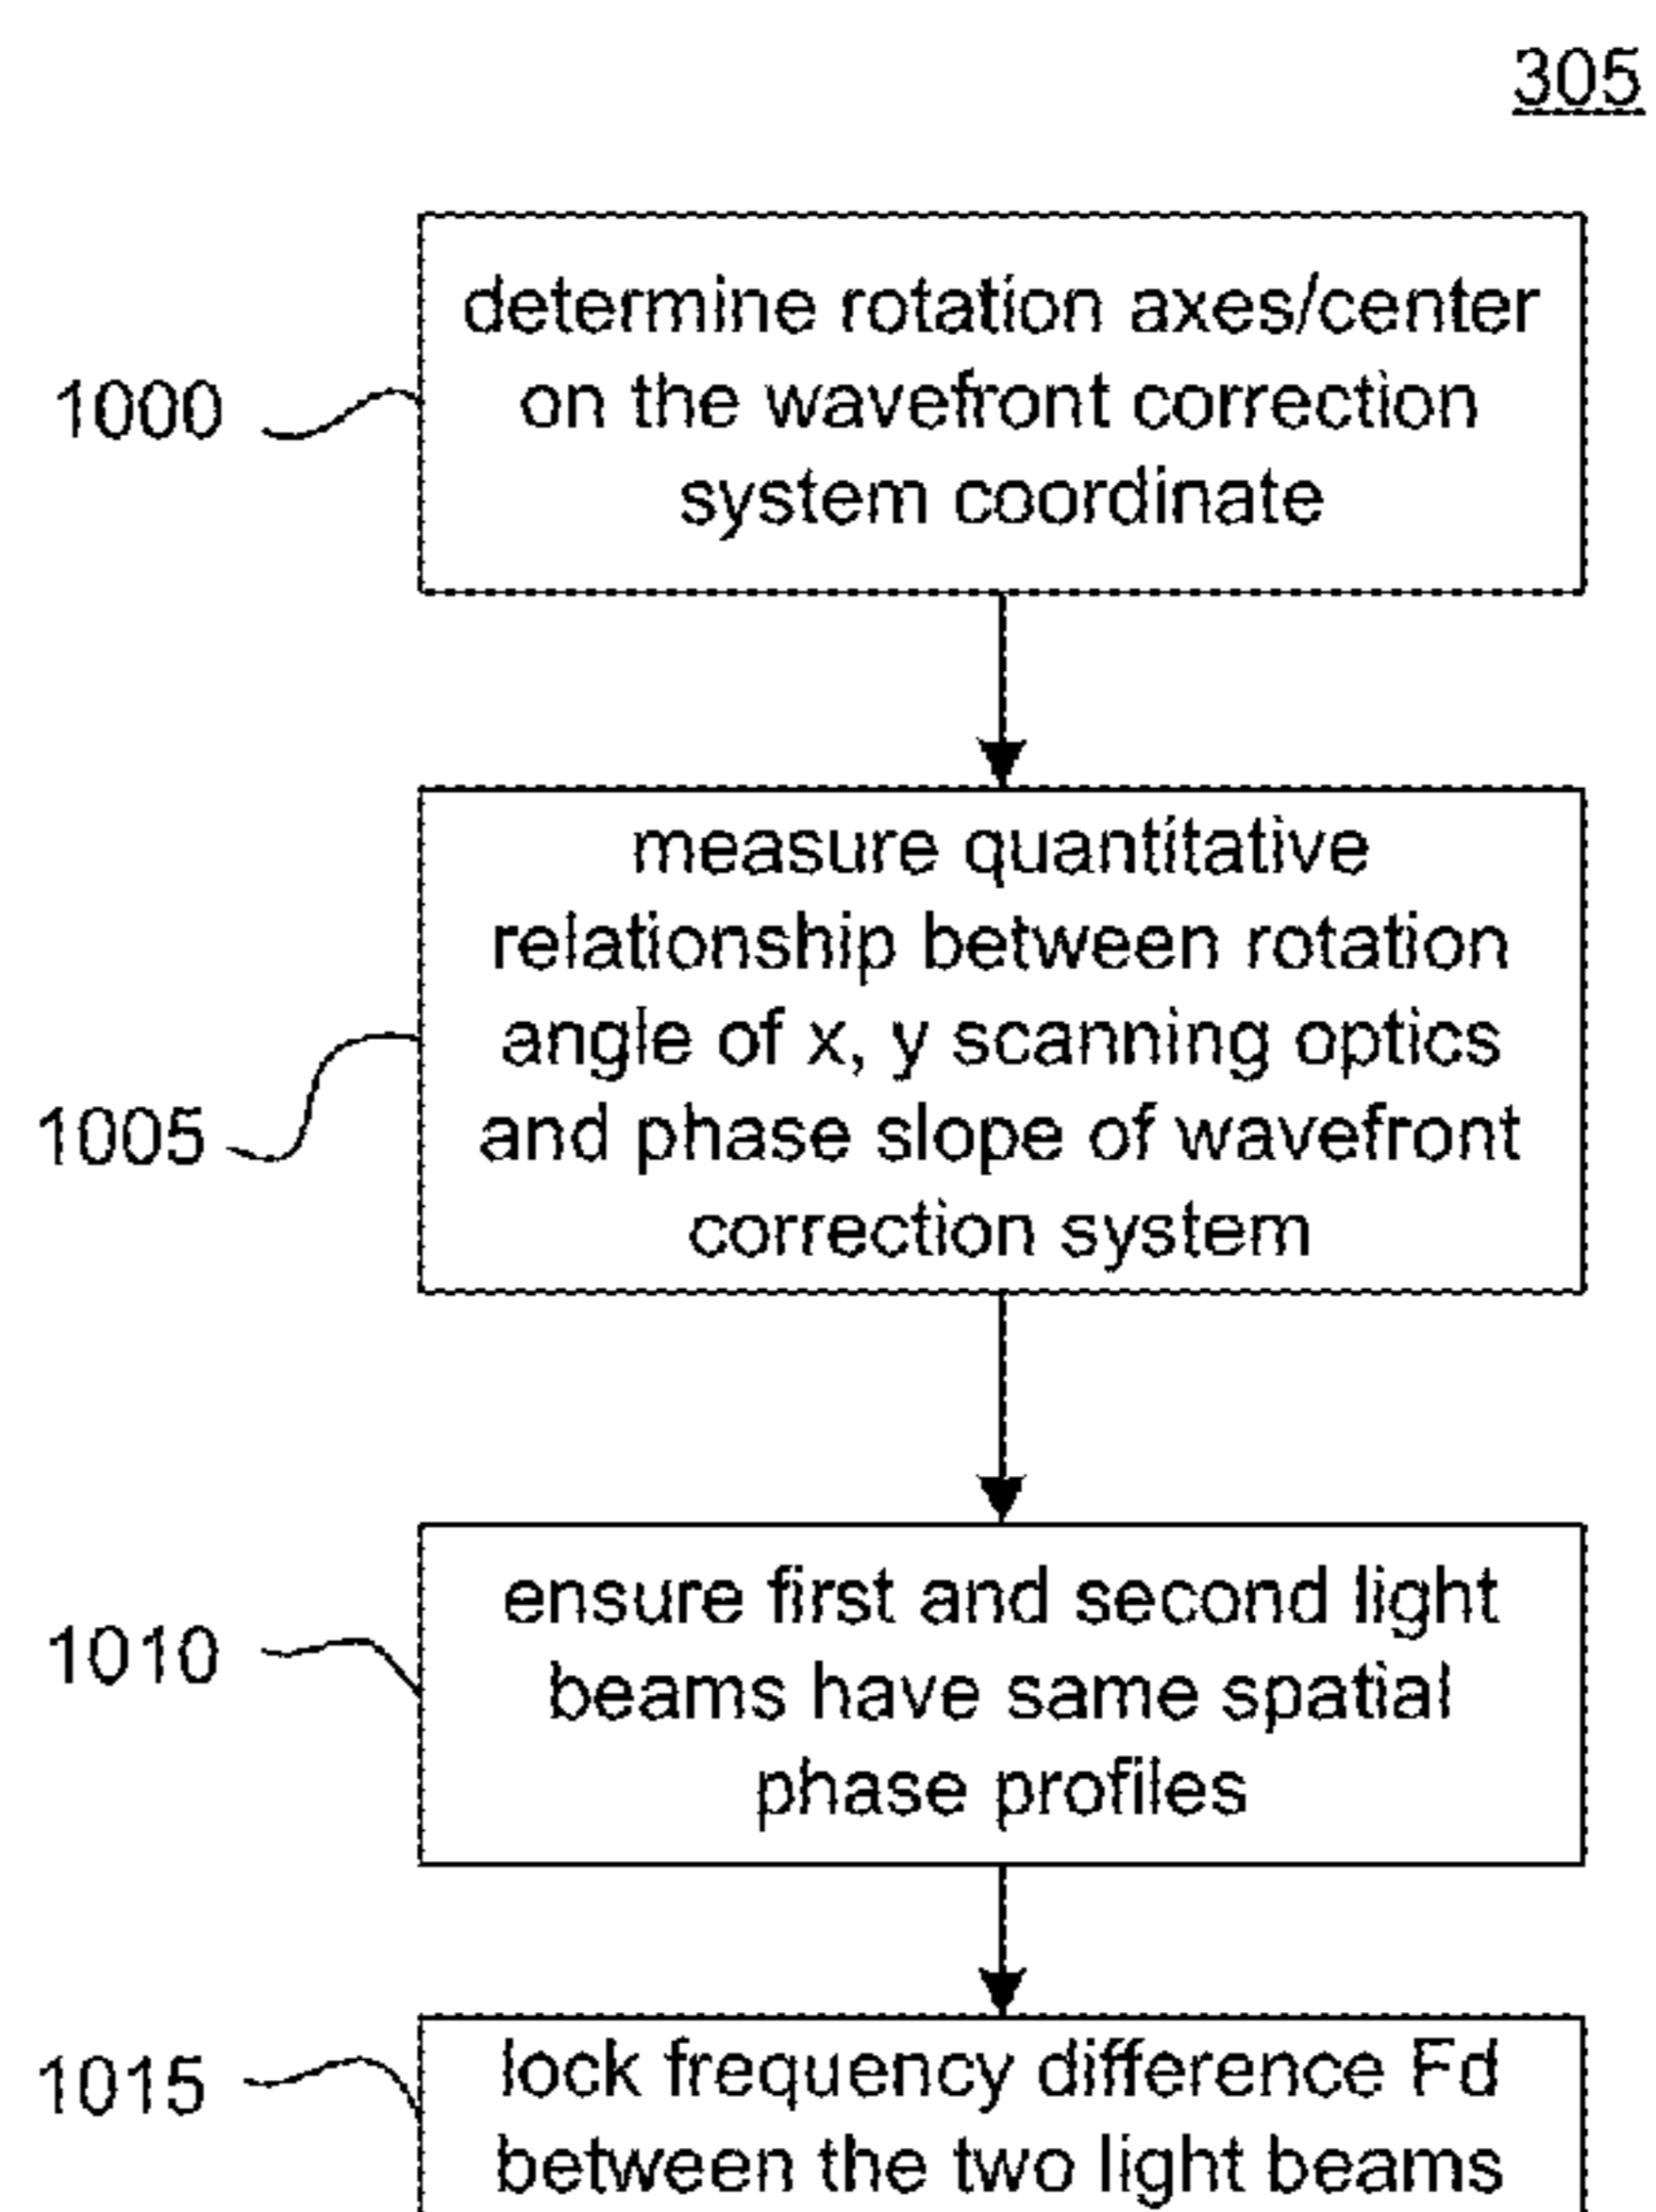 305
determine rotation axes/center
on the wavefront correction
system coordinate
1000
measure quantitative
relationship between rotation
angle of x, y scanning optics
and phase slope of wavefront
correction system
1005
ensure first and second light
beams have same spatial
phase profiles
1010
lock frequency difference Fd
between the two light beams
1015